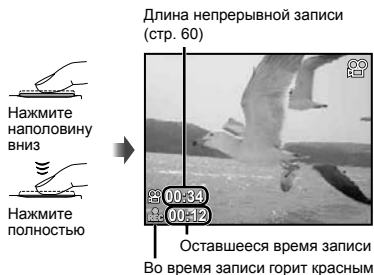 Длина непрерывной записи
(стр. 60)
Нажмите
наполовину
вниз
Нажмите
полностью
00:34
REC 00:12
Оставшееся время записи
Во время записи горит красным